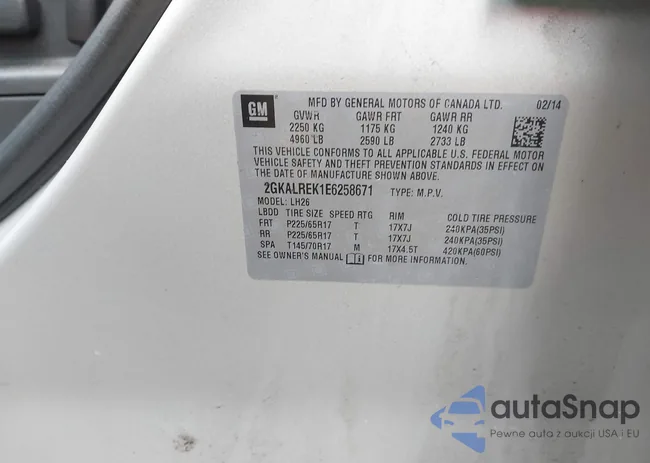 GM
MFD BY GENERAL MOTORS OF CANADA LTD. 02/14
GVWR GAWR FRT GAWR RR
2250 KG 1175 KG 1240 KG
4960 LB 2590 LB 2733 LB
THIS VEHICLE CONFORMS TO ALL APPLICABLE U.S. FEDERAL MOTOR
VEHICLE SAFETY AND THEFT PREVENTION STANDARDS IN EFFECT ON
THE DATE OF MANUFACTURE SHOWN ABOVE.
2GKALREK1E6258671 TYPE: M.P.V.
MODEL: LH26
LBDD TIRE SIZE SPEED RTG RIM COLD TIRE PRESSURE
FRT P225/65R17 T 17X7J 240KPA(35PSI)
RR P225/65R17 T 17X7J 240KPA(35PSI)
SPA T145/70R17 M 17X4.5T 420KPA(60PSI)
SEE OWNER'S MANUAL FOR MORE INFORMATION.
autoSnap
Pewne auta z aukcji USA i EU